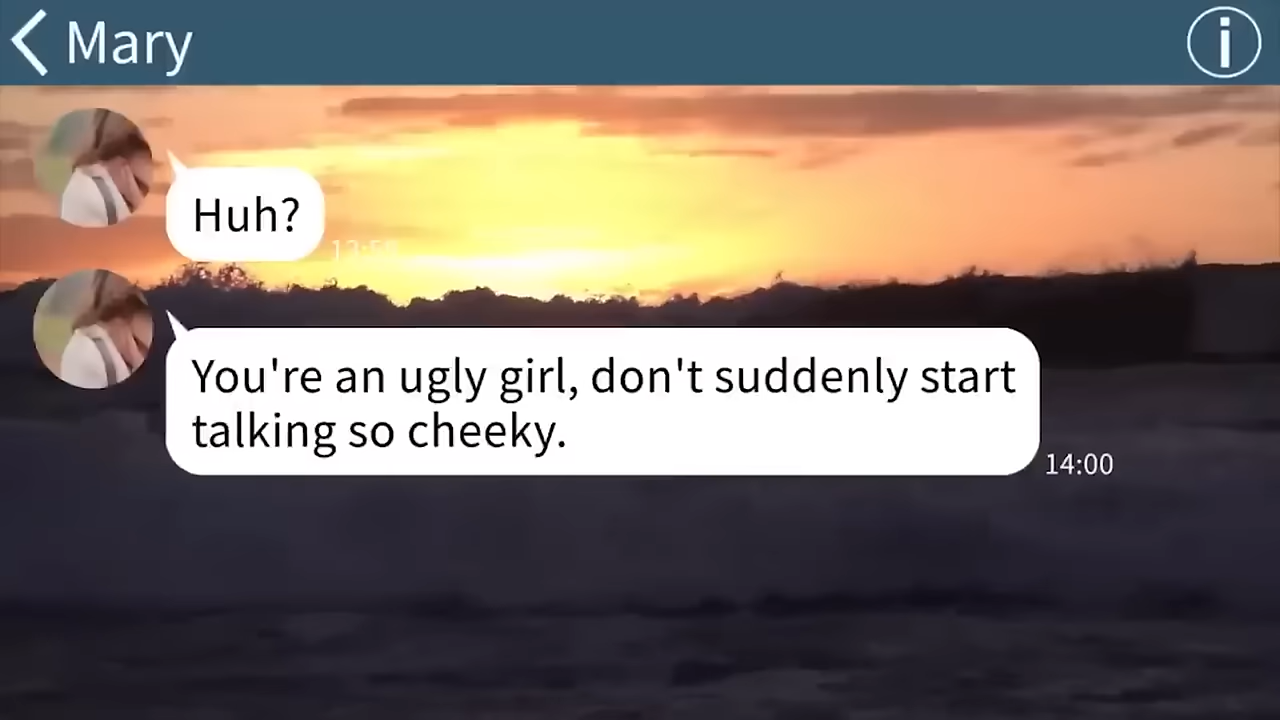 Mary
Huh?
You're an ugly girl, don't suddenly start
talking so cheeky.
14:00